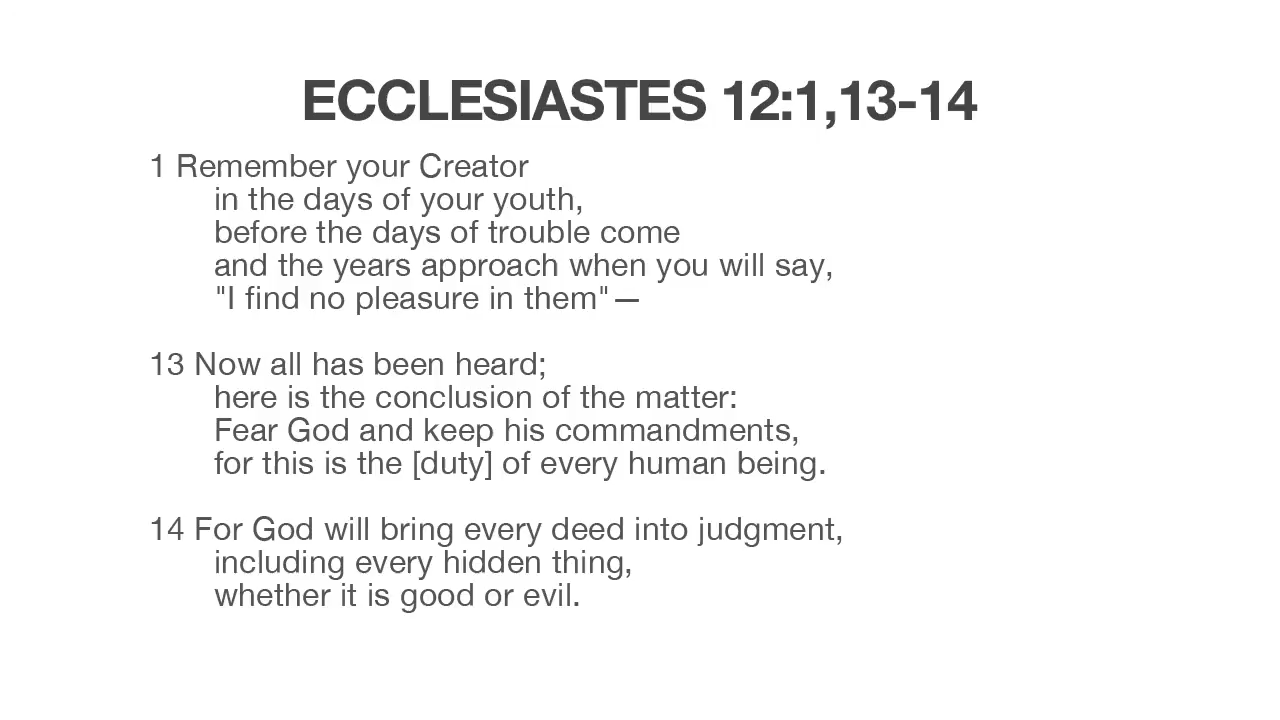 ECCLESIASTES 12:1,13-14
1 Remember your Creator
in the days of your youth,
before the days of trouble come
and the years approach when you will say,
"I find no pleasure in them"—
13 Now all has been heard;
here is the conclusion of the matter:
Fear God and keep his commandments,
for this is the [duty] of every human being.
14 For God will bring every deed into judgment,
including every hidden thing,
whether it is good or evil.